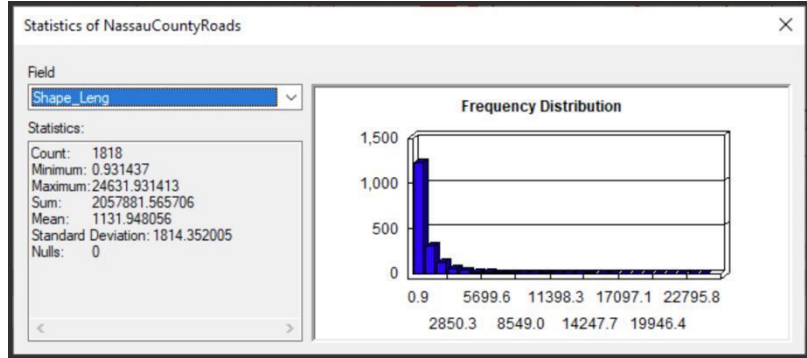 Statistics of NassauCountyRoads
Field
Shape_Leng
Statistics:
Count: 1818
Minimum: 0.931437
Maximum: 24631.931413
Sum: 2057881.565706
Mean: 1131.948056
Standard Deviation: 1814.352005
Nulls: 0
Frequency Distribution
1,500
1,000
500
0
0.9 5699.6 11398.3 17097.1 22795.8
2850.3 8549.0 14247.7 19946.4